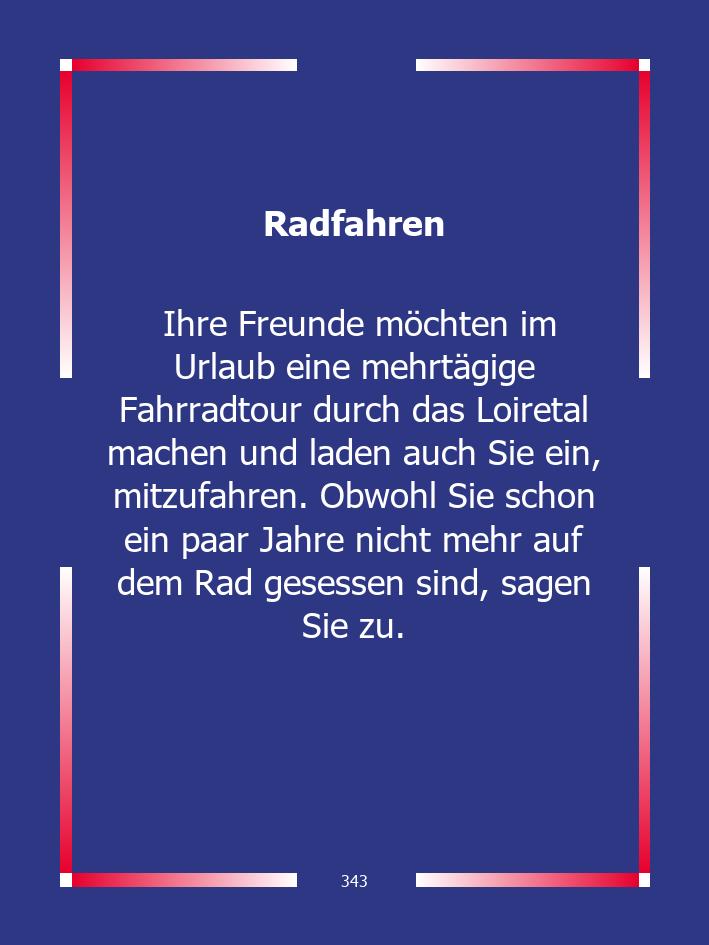 Radfahren
Ihre Freunde möchten im
Urlaub eine mehrtägige
Fahrradtour durch das Loiretal
machen und laden auch Sie ein,
mitzufahren. Obwohl Sie schon
ein paar Jahre nicht mehr auf
dem Rad gesessen sind, sagen
Sie zu.
343